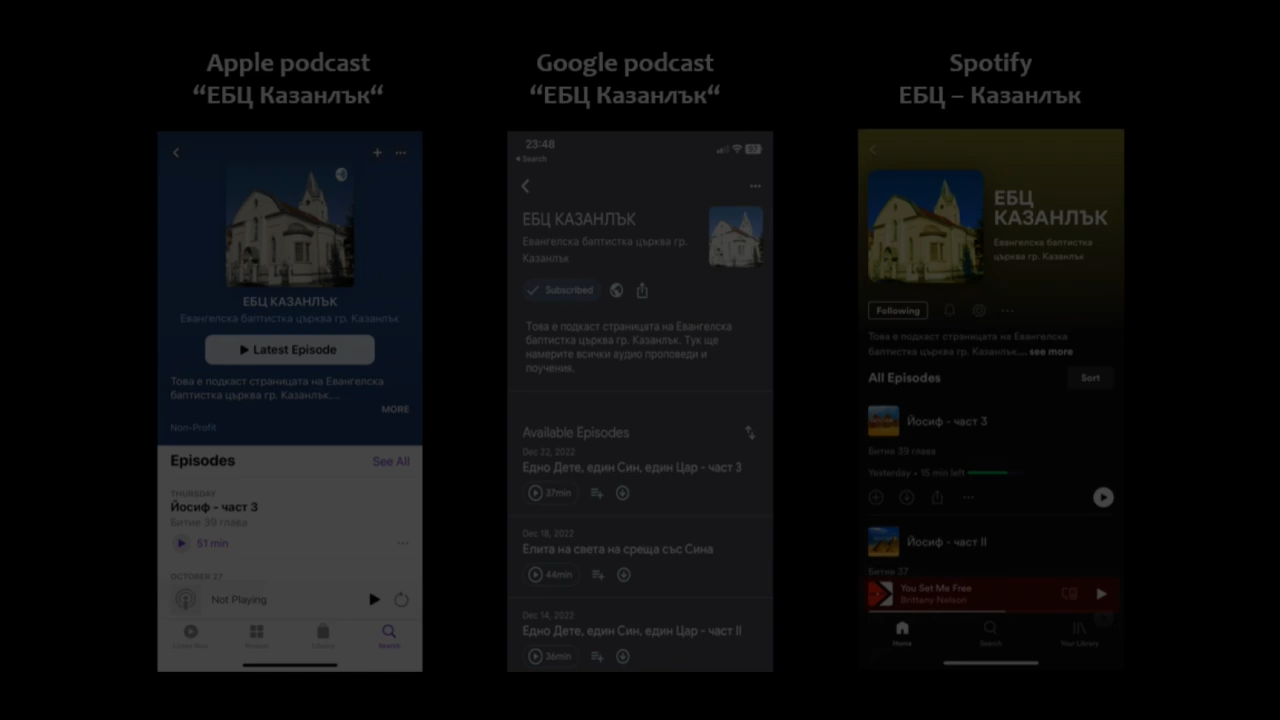 Apple podcast
“ЕБЦ Казанлък“
ЕБЦ КАЗАНЛЪК
Евангелска баптистка църква гр. Казанлък
Latest Episode
Това е подкаст страницата на Евангелска
баптистка църква гр. Казанлък....
MORE
Non-Profit
Episodes
See All
THURSDAY
Йосиф - част 3
Битие 39 глава
51 min
OCTOBER 27
Not Playing
Library
Search
Google podcast
“ЕБЦ Казанлък“
23:48
Search
ЕБЦ КАЗАНЛЪК
Евангелска баптистка църква гр.
Казанлък
Subscribed
Това е подкаст страницата на Евангелска
баптистка църква гр. Казанлък. Тук ще
намерите всички аудио проповеди и
поучения.
Available Episodes
Dec 22, 2022
Едно Дете, един Син, един Цар - част 3
37min
Dec 18, 2022
Елита на света на среща със Сина
44min
Dec 14, 2022
Едно Дете, един Син, един Цар - част II
36min
Spotify
ЕБЦ – Казанлък
ЕБЦ
КАЗАНЛЪК
Евангелска баптистка
църква гр. Казанлък
Following
Това е подкаст страницата на Евангелска
баптистка църква гр. Казанлък... see more
All Episodes
Sort
Йосиф - част 3
Битие 39 глава
Yesterday • 15 min left
Йосиф - част II
Битие 37
You Set Me Free
Brittany Nelson
Home
Search
Your Library